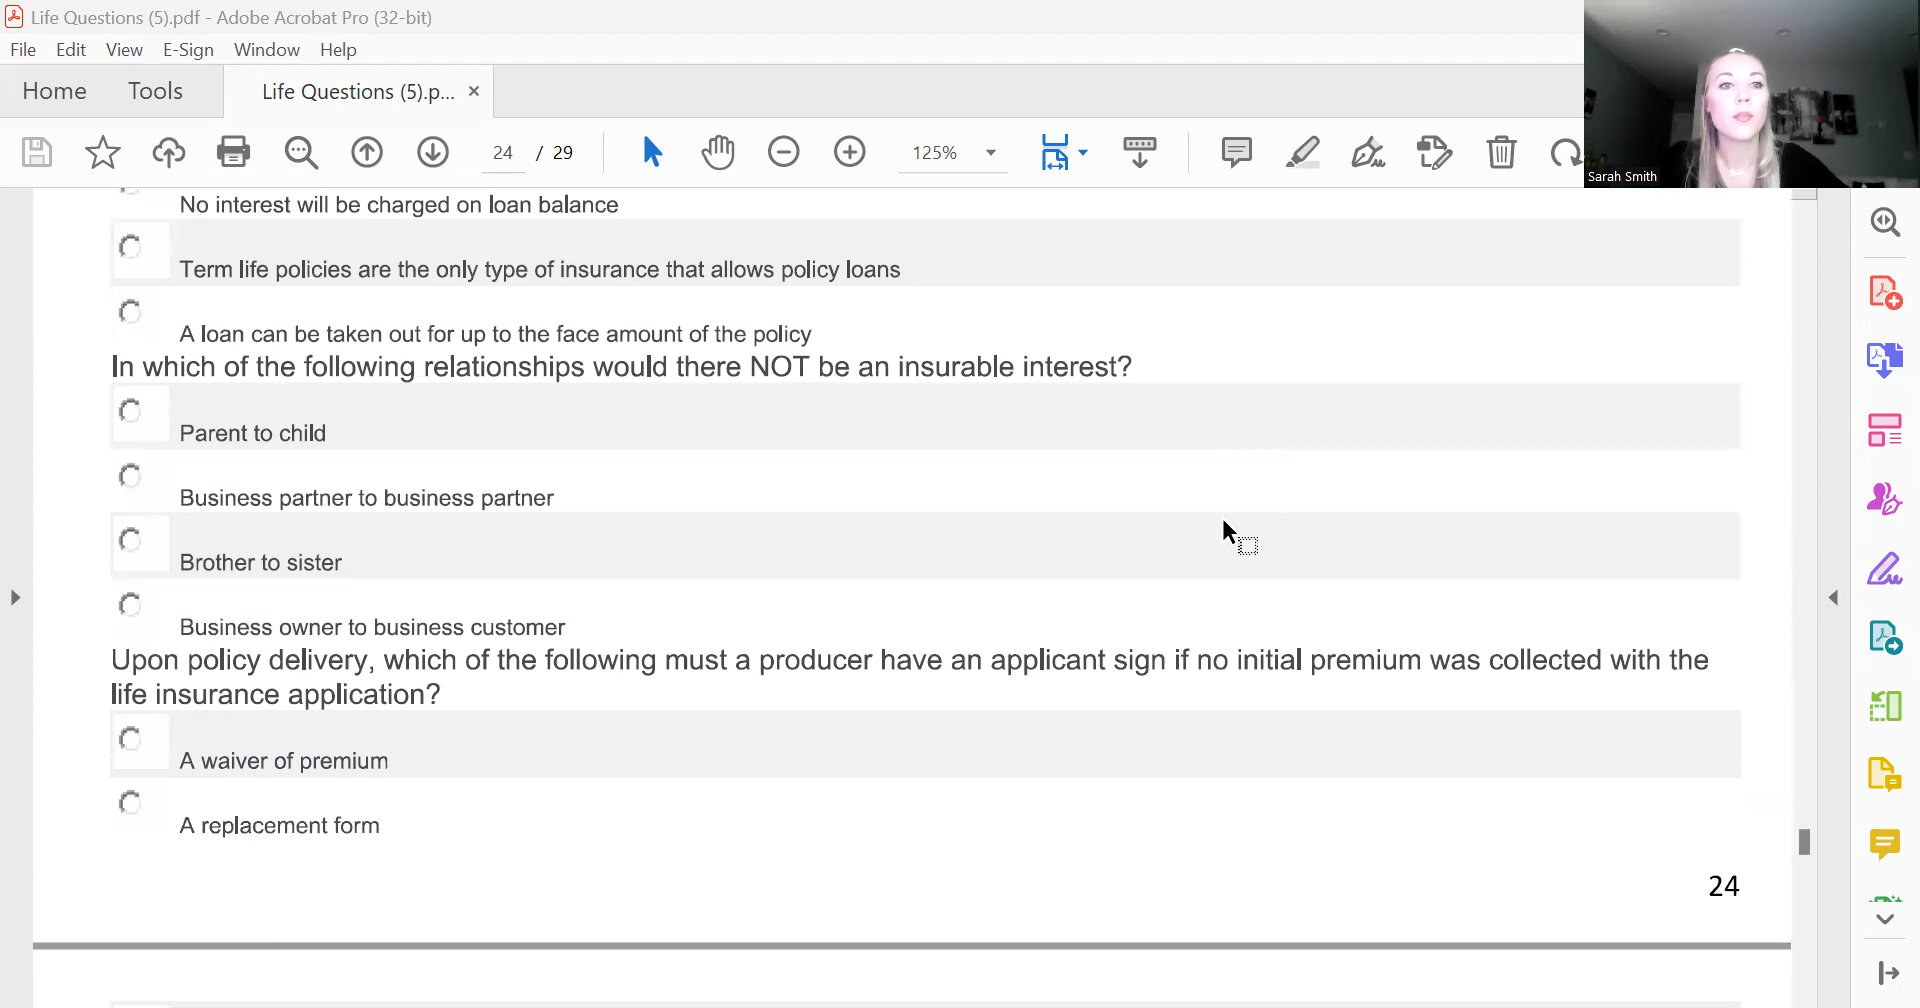 Life Questions (5).pdf - Adobe Acrobat Pro (32-bit)
File Edit View E-Sign Window Help
Home Tools Life Questions (5).p... ×
24 / 29 125%
Sarah Smith
No interest will be charged on loan balance
Term life policies are the only type of insurance that allows policy loans
A loan can be taken out for up to the face amount of the policy
In which of the following relationships would there NOT be an insurable interest?
Parent to child
Business partner to business partner
Brother to sister
Business owner to business customer
Upon policy delivery, which of the following must a producer have an applicant sign if no initial premium was collected with the
life insurance application?
A waiver of premium
A replacement form
24